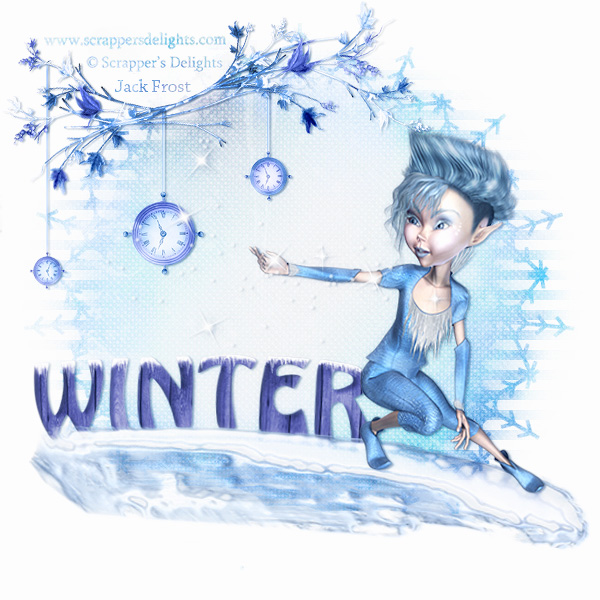 www.scrappersdelights.com
© Scrapper's Delights
Jack Frost
WINTER